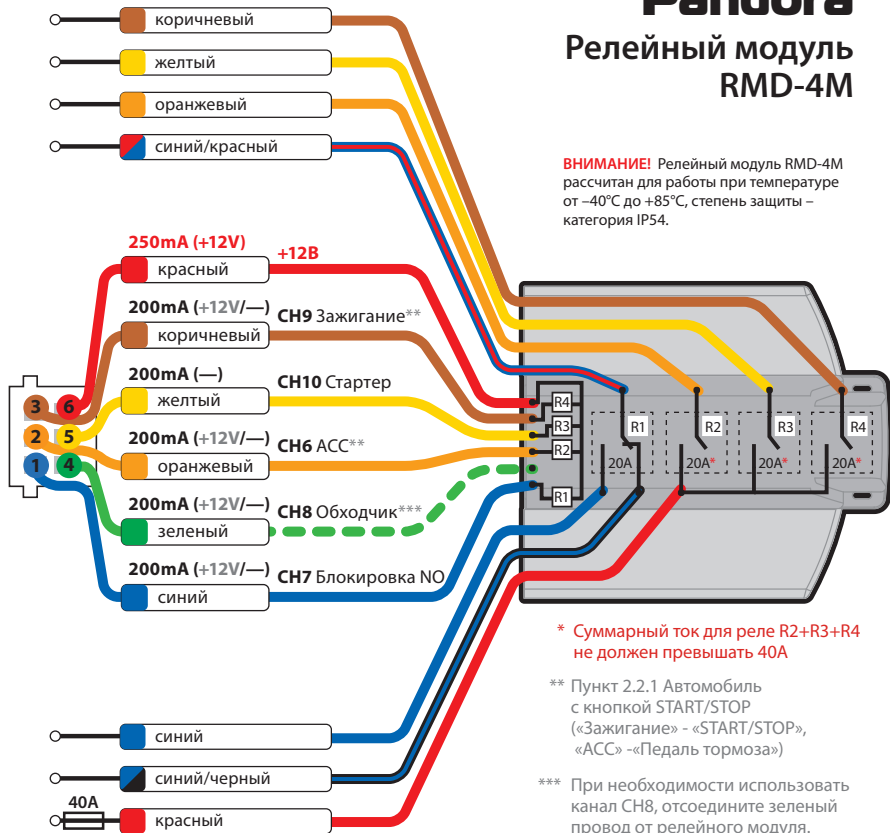 Pandora
Релейный модуль
RMD-4M
коричневый
желтый
оранжевый
синий/красный
ВНИМАНИЕ! Релейный модуль RMD-4M
рассчитан для работы при температуре
от –40°C до +85°C, степень защиты –
категория IP54.
250mA (+12V)
+12В
красный
200mA (+12V/—)
CH9 Зажигание**
коричневый
200mA (—)
CH10 Стартер
желтый
200mA (+12V/—)
CH6 ACC**
оранжевый
200mA (+12V/—)
CH8 Обходчик***
зеленый
200mA (+12V/—)
CH7 Блокировка NO
синий
3 6
2 5
1 4
R4
R3
R2
R1
R1 R2 R3 R4
20A 20A* 20A* 20A*
* Суммарный ток для реле R2+R3+R4
не должен превышать 40А
** Пункт 2.2.1 Автомобиль
с кнопкой START/STOP
(«Зажигание» - «START/STOP»,
«ACC» -«Педаль тормоза»)
*** При необходимости использовать
канал CH8, отсоедините зеленый
провод от релейного модуля.
синий
синий/черный
40A
красный